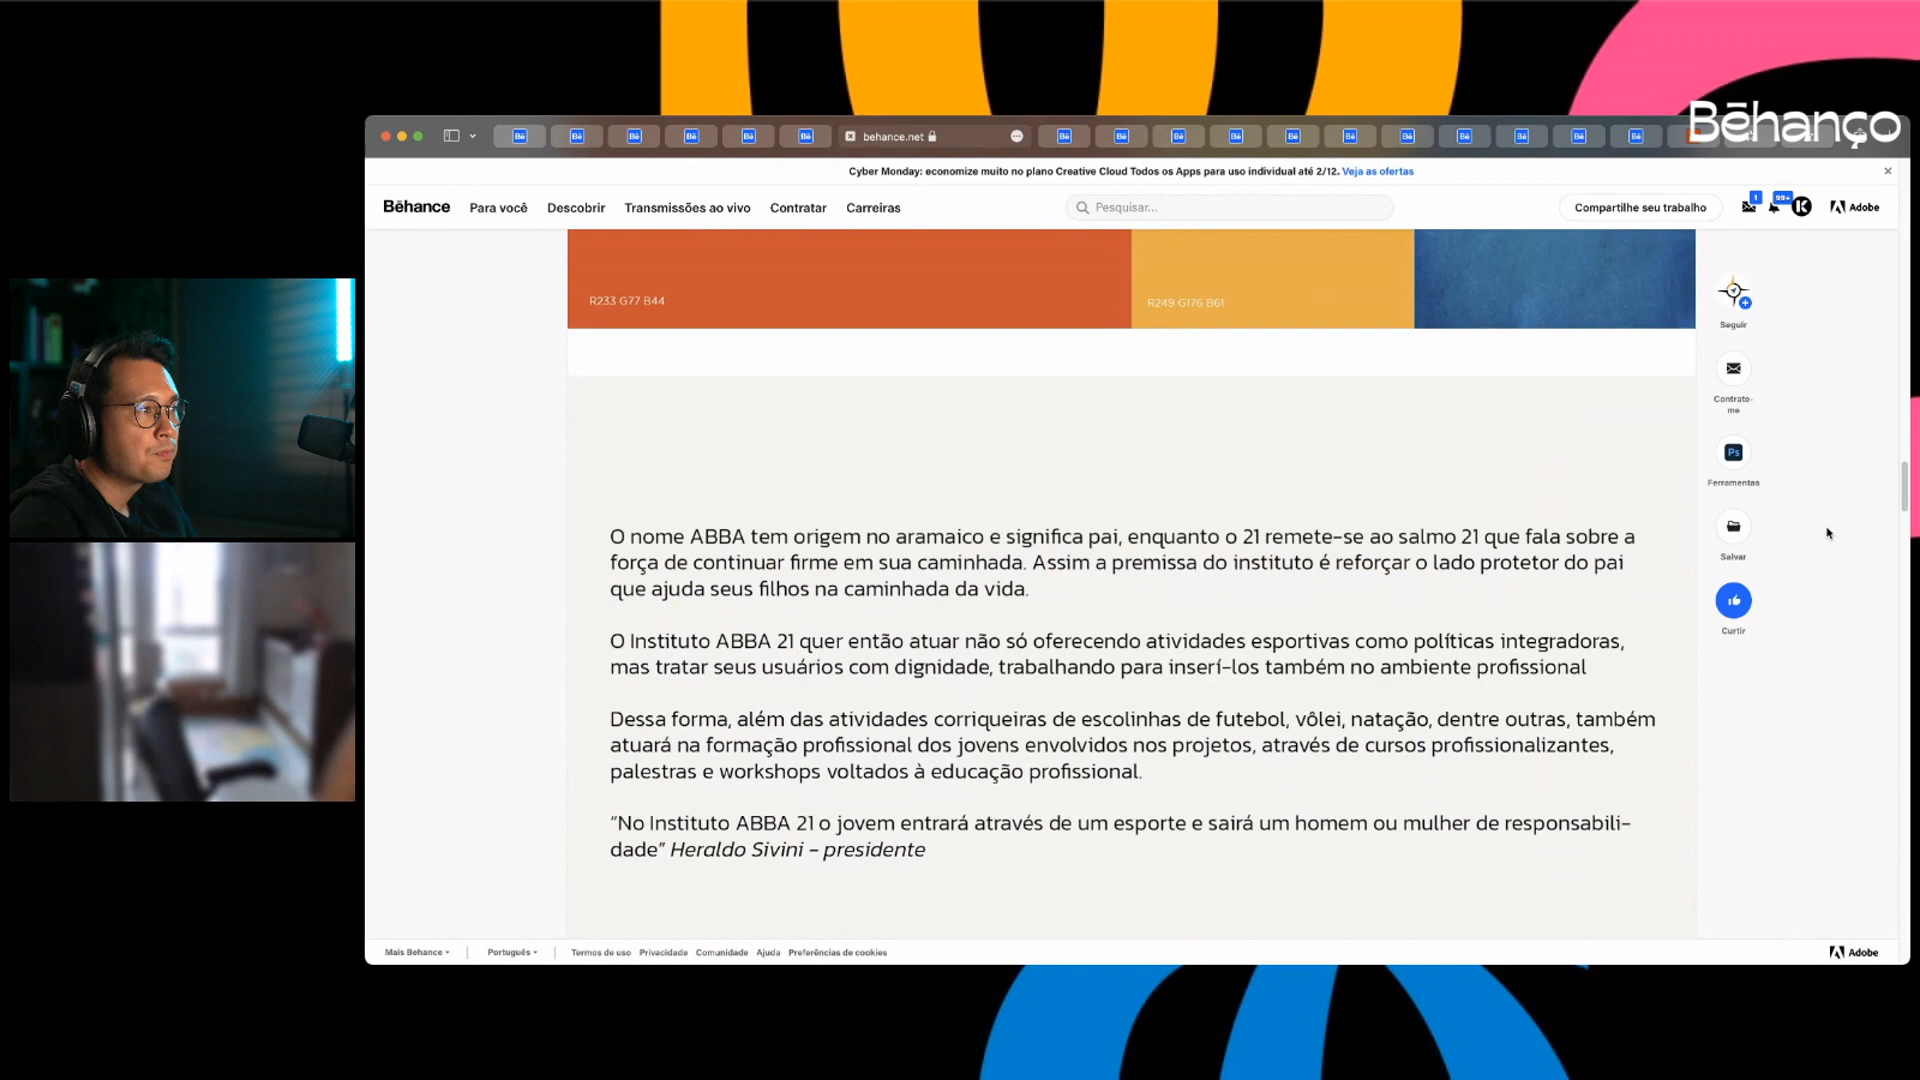 Bēhanço
behance.net
Cyber Monday: economize muito no plano Creative Cloud Todos os Apps para uso individual até 2/12. Veja as ofertas
Bēhance Para você Descobrir Transmissões ao vivo Contratar Carreiras Pesquisar... Compartilhe seu trabalho 1 99+ Adobe
R233 G77 B44 R249 G176 B61
Seguir
Contrate-
me
Ps
Ferramentas
Salvar
Curtir
O nome ABBA tem origem no aramaico e significa pai, enquanto o 21 remete-se ao salmo 21 que fala sobre a
força de continuar firme em sua caminhada. Assim a premissa do instituto é reforçar o lado protetor do pai
que ajuda seus filhos na caminhada da vida.
O Instituto ABBA 21 quer então atuar não só oferecendo atividades esportivas como políticas integradoras,
mas tratar seus usuários com dignidade, trabalhando para inserí-los também no ambiente profissional
Dessa forma, além das atividades corriqueiras de escolinhas de futebol, vôlei, natação, dentre outras, também
atuará na formação profissional dos jovens envolvidos nos projetos, através de cursos profissionalizantes,
palestras e workshops voltados à educação profissional.
“No Instituto ABBA 21 o jovem entrará através de um esporte e sairá um homem ou mulher de responsabili-
dade” Heraldo Sivini – presidente
Mais Behance Português Termos de uso Privacidade Comunidade Ajuda Preferências de cookies Adobe